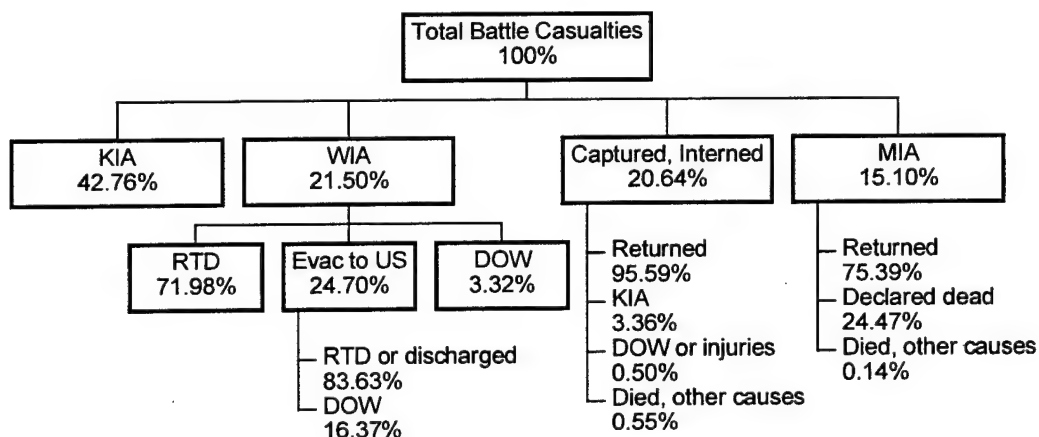 Total Battle Casualties
100%
KIA
42.76%
WIA
21.50%
Captured, Interned
20.64%
MIA
15.10%
RTD
71.98%
Evac to US
24.70%
DOW
3.32%
RTD or discharged
83.63%
DOW
16.37%
Returned
95.59%
KIA
3.36%
DOW or injuries
0.50%
Died, other causes
0.55%
Returned
75.39%
Declared dead
24.47%
Died, other causes
0.14%